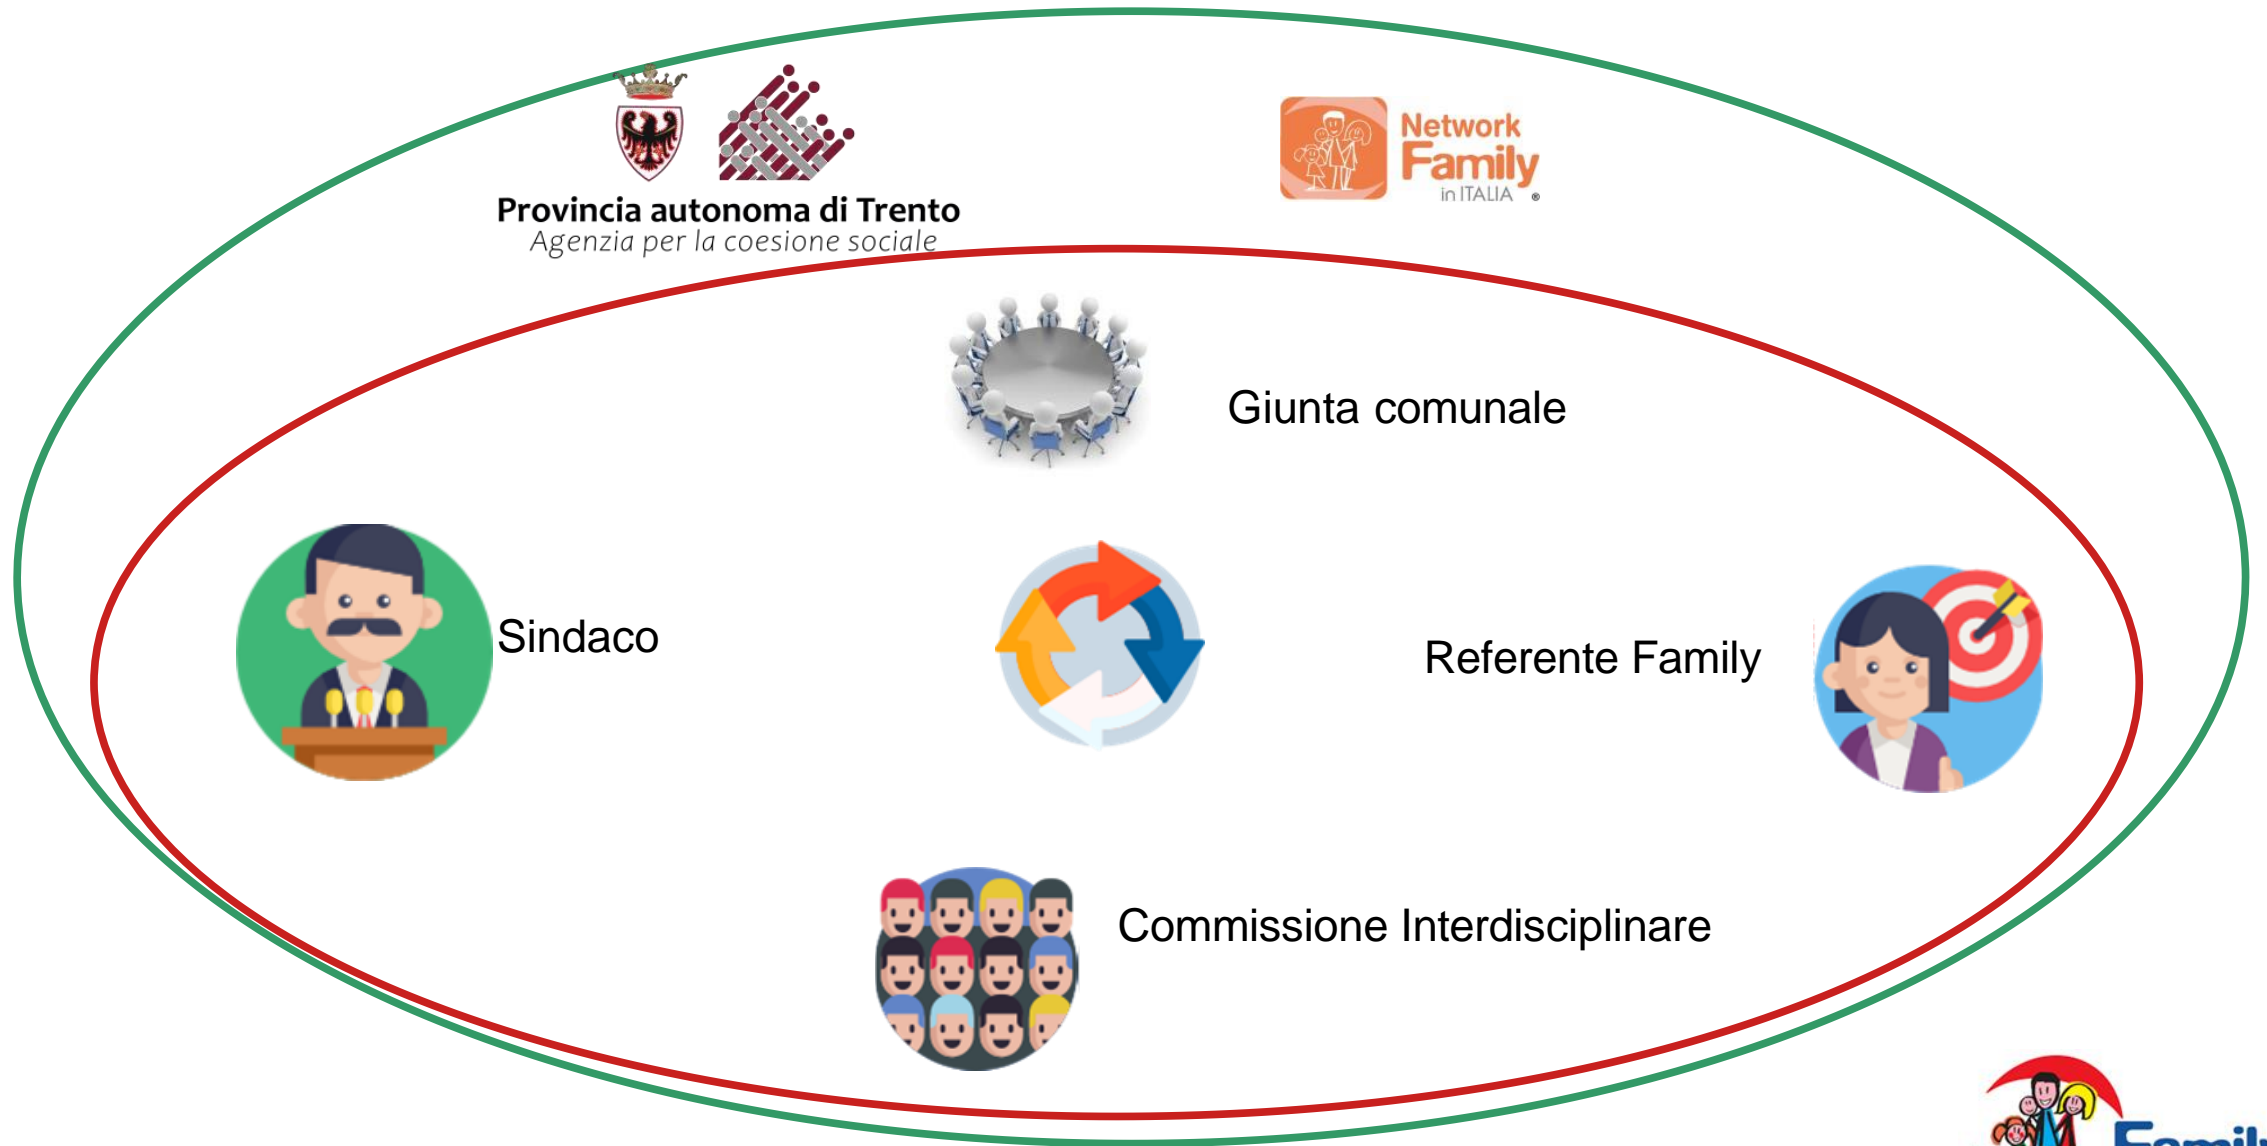 Provincia autonoma di Trento
Agenzia per la coesione sociale
Network
Family
in ITALIA ®
Giunta comunale
Sindaco
Referente Family
Commissione Interdisciplinare